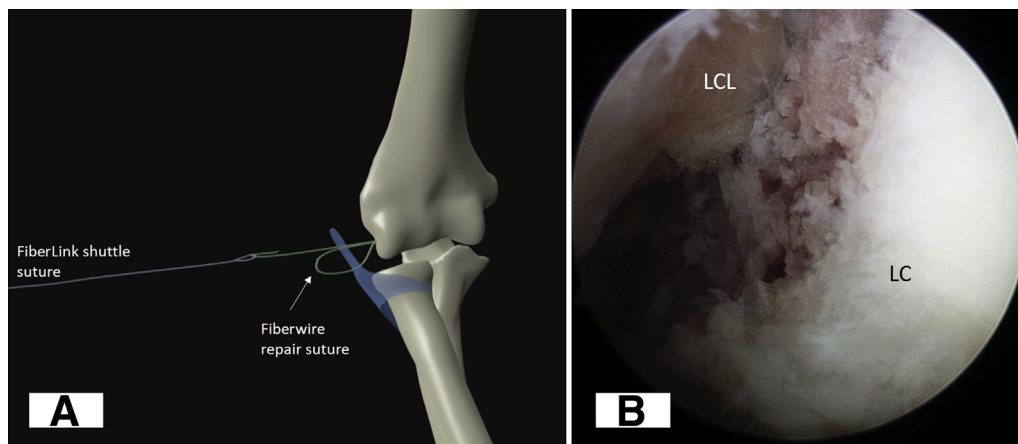 FiberLink shuttle
suture
Fiberwire
repair suture
A
LCL
LC
B